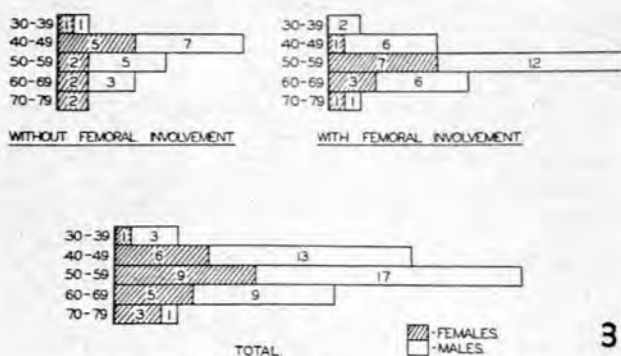 30-39 1 1
40-49 5 7
50-59 2 5
60-69 2 3
70-79 2
WITHOUT FEMORAL INVOLVEMENT
30-39 2
40-49 1 6
50-59 7 12
60-69 3 6
70-79 1 1
WITH FEMORAL INVOLVEMENT
30-39 1 3
40-49 6 13
50-59 9 17
60-69 5 9
70-79 3 1
TOTAL
-FEMALES
-MALES
3